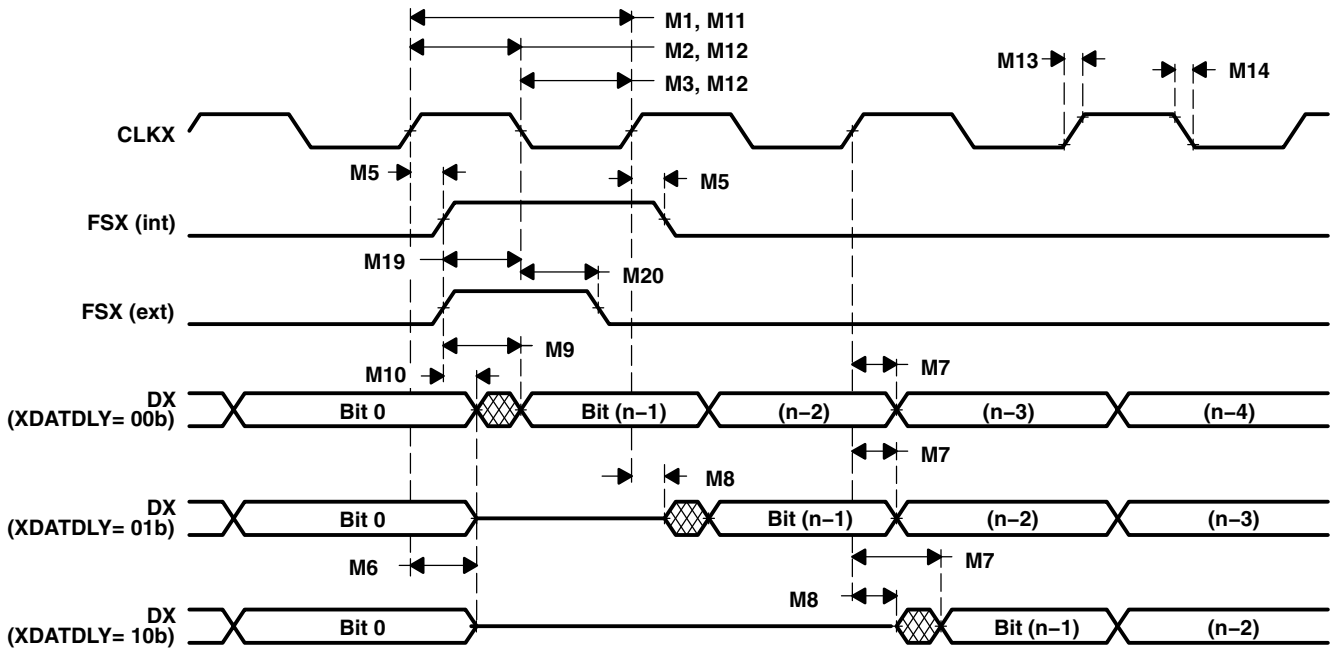 M1, M11
M2, M12
M3, M12
M13
M14
CLKX
M5
M5
FSX (int)
M19
M20
FSX (ext)
M9
M10
M7
DX
(XDATDLY= 00b)
Bit 0
Bit (n−1)
(n−2)
(n−3)
(n−4)
M7
M8
DX
(XDATDLY= 01b)
Bit 0
Bit (n−1)
(n−2)
(n−3)
M6
M7
M8
DX
(XDATDLY= 10b)
Bit 0
Bit (n−1)
(n−2)